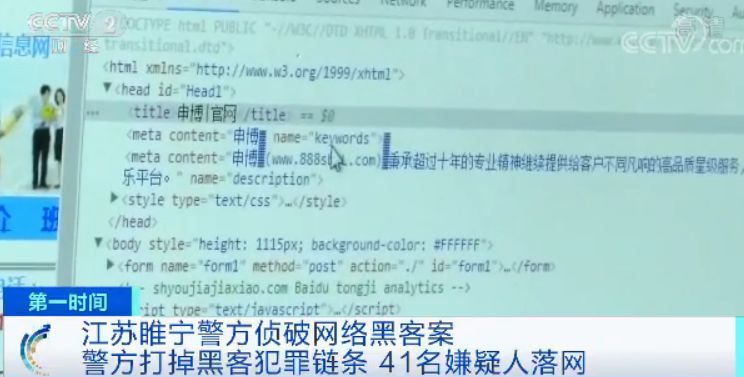 CCTV 2
财经
Elements Console Sources Network Performance Memory
CCTV.com
信息网
DOCTYPE html PUBLIC "-//W3C//DTD XHTML 1.0 Transitional//EN" "http://www.
transitional.dtd">
<html xmlns="http://www.w3.org/1999/xhtml">
▼<head id="Head1">
··· <title 申博|官网 /title> == $0
<meta content="申博 name="keywords">
<meta content="申博 (www.888s .com) 秉承超过十年的专业精神继续提供给客户不同凡响的高品质星级服务
乐平台。" name="description">
▶<style type="text/css">…</style>
</head>
▼<body style="height: 1115px; background-color: #FFFFFF">
▶<form name="form1" method="post" action="./" id="form1">…
- shyoujiajiaxiao.com Baidu tongji analytics -->
script type="text/javascript">…</script>
价 班
第一时间
江苏睢宁警方侦破网络黑客案
警方打掉黑客犯罪链条 41名嫌疑人落网